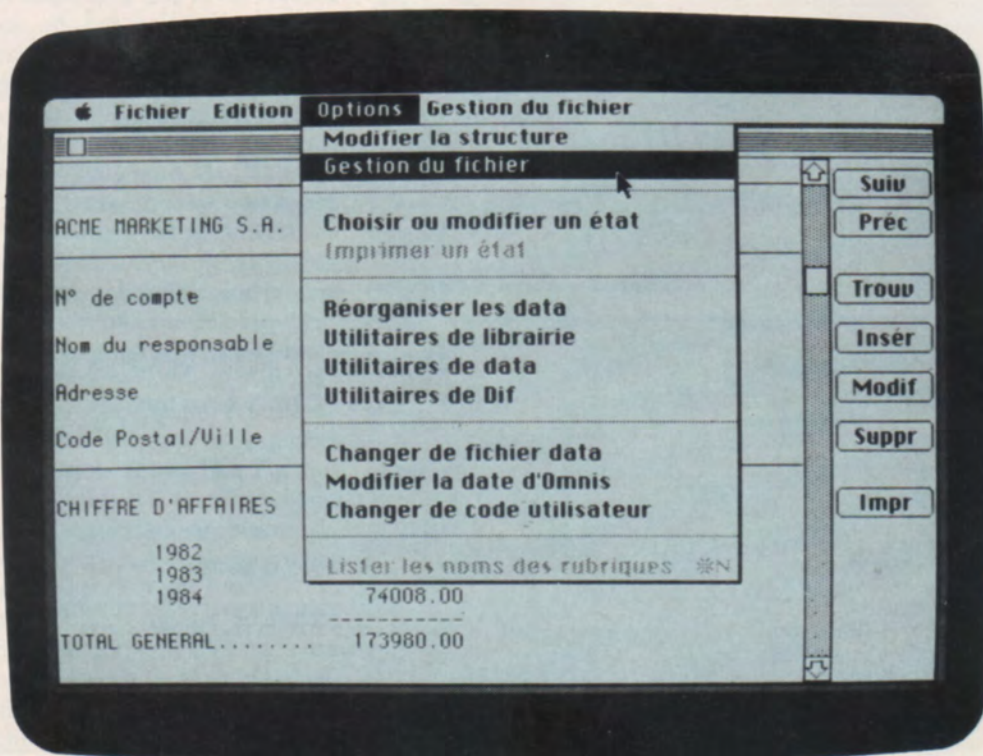 Fichier Edition Options Gestion du fichier
Modifier la structure
Gestion du fichier
Choisir ou modifier un état
Imprimer un état
Réorganiser les data
Utilitaires de librairie
Utilitaires de data
Utilitaires de Dif
Changer de fichier data
Modifier la date d'Omnis
Changer de code utilisateur
Lister les noms des rubriques ⌘N
ACME MARKETING S.A.
N° de compte
Nom du responsable
Adresse
Code Postal/Ville
CHIFFRE D'AFFAIRES
1982
1983
1984 74008.00
-----------
TOTAL GENERAL........ 173980.00
Suiv
Préc
Trouv
Insér
Modif
Suppr
Impr